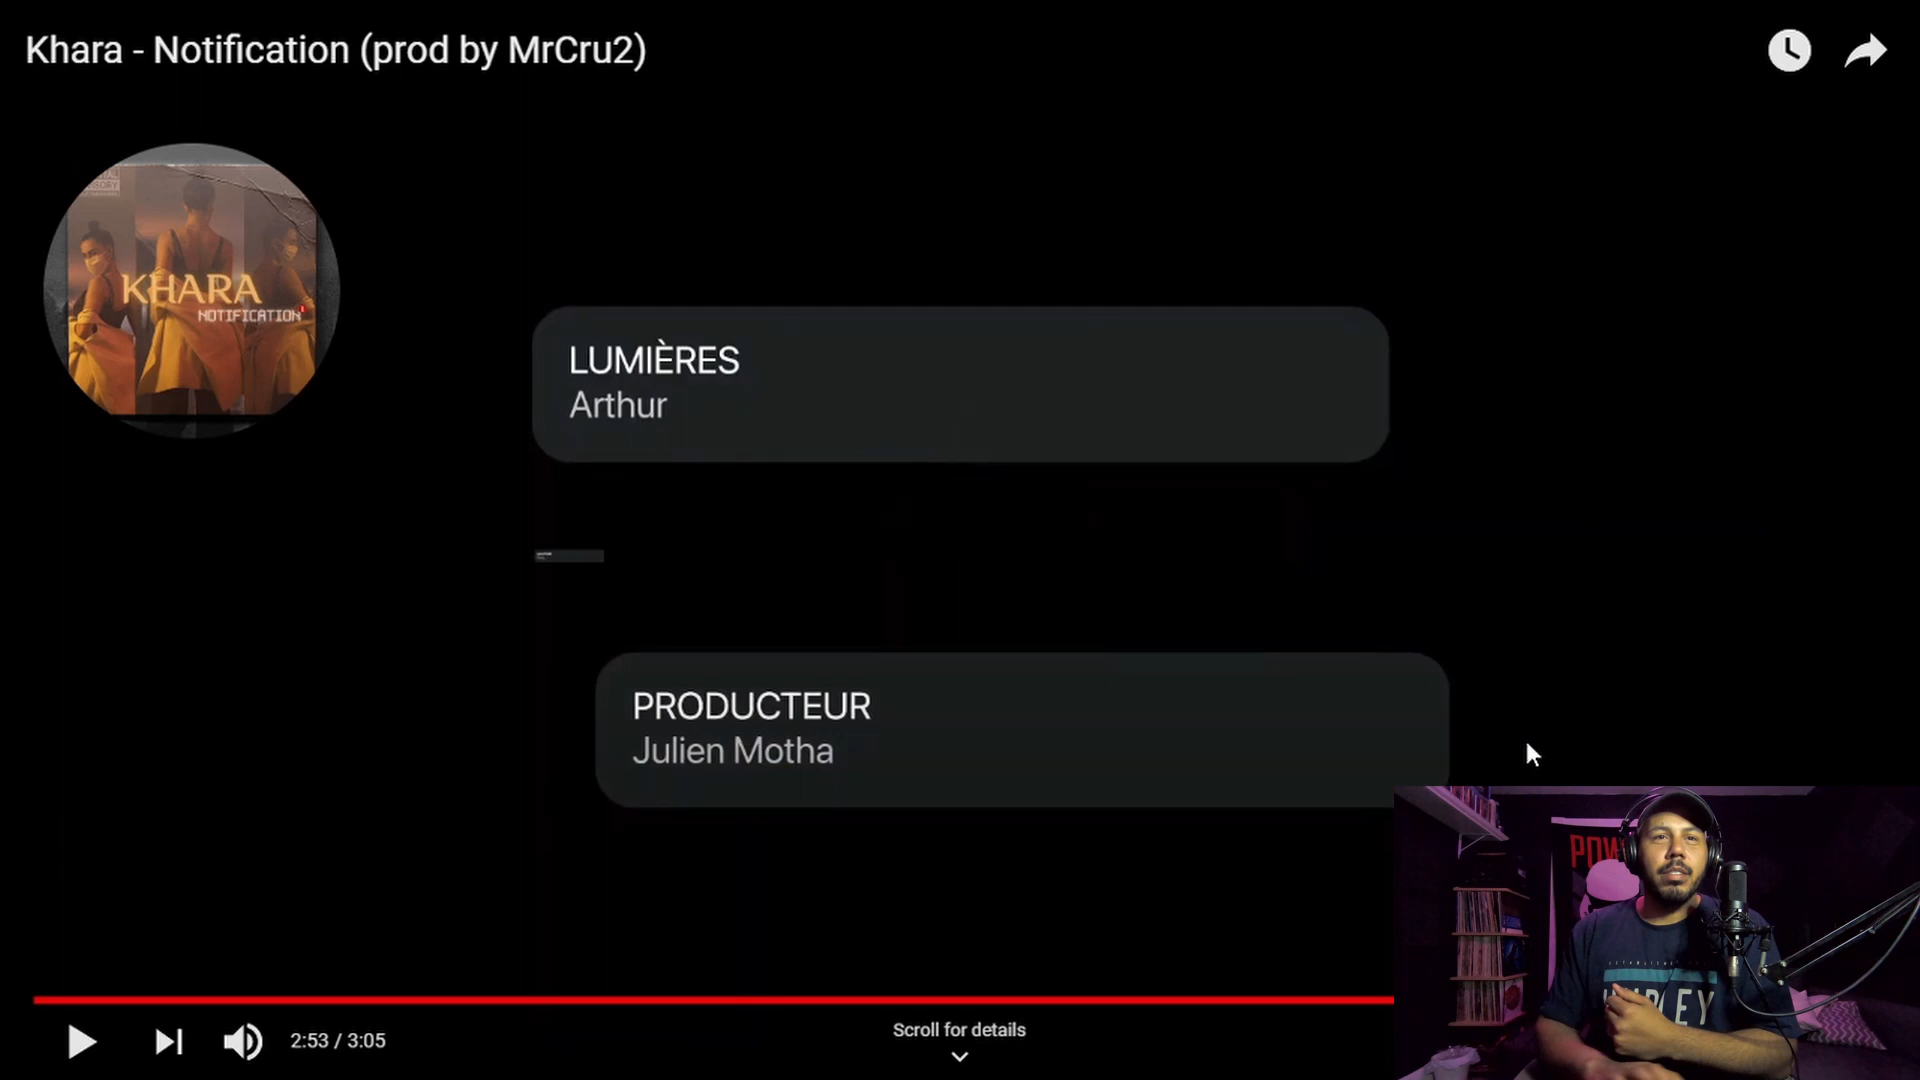 Khara - Notification (prod by MrCru2)
KHARA
NOTIFICATION
LUMIÈRES
Arthur
PRODUCTEUR
Julien Motha
POW
2:53 / 3:05
Scroll for details